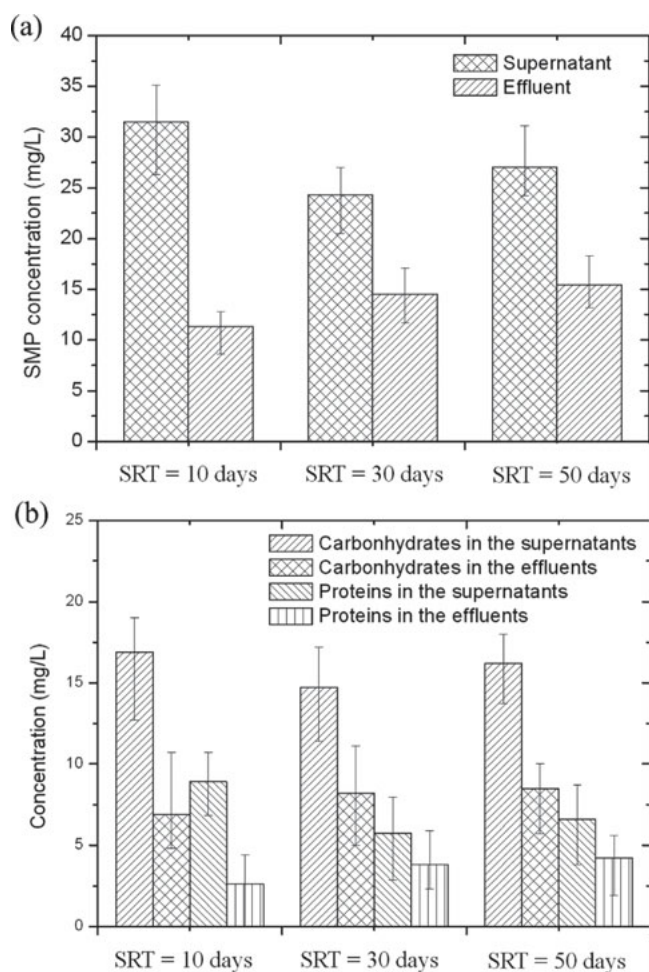 (a)
40
35
30
25
20
15
10
5
0
SMP concentration (mg/L)
Supernatant
Effluent
SRT = 10 days SRT = 30 days SRT = 50 days
(b)
25
20
15
10
5
0
Concentration (mg/L)
Carbonhydrates in the supernatants
Carbonhydrates in the effluents
Proteins in the supernatants
Proteins in the effluents
SRT = 10 days SRT = 30 days SRT = 50 days